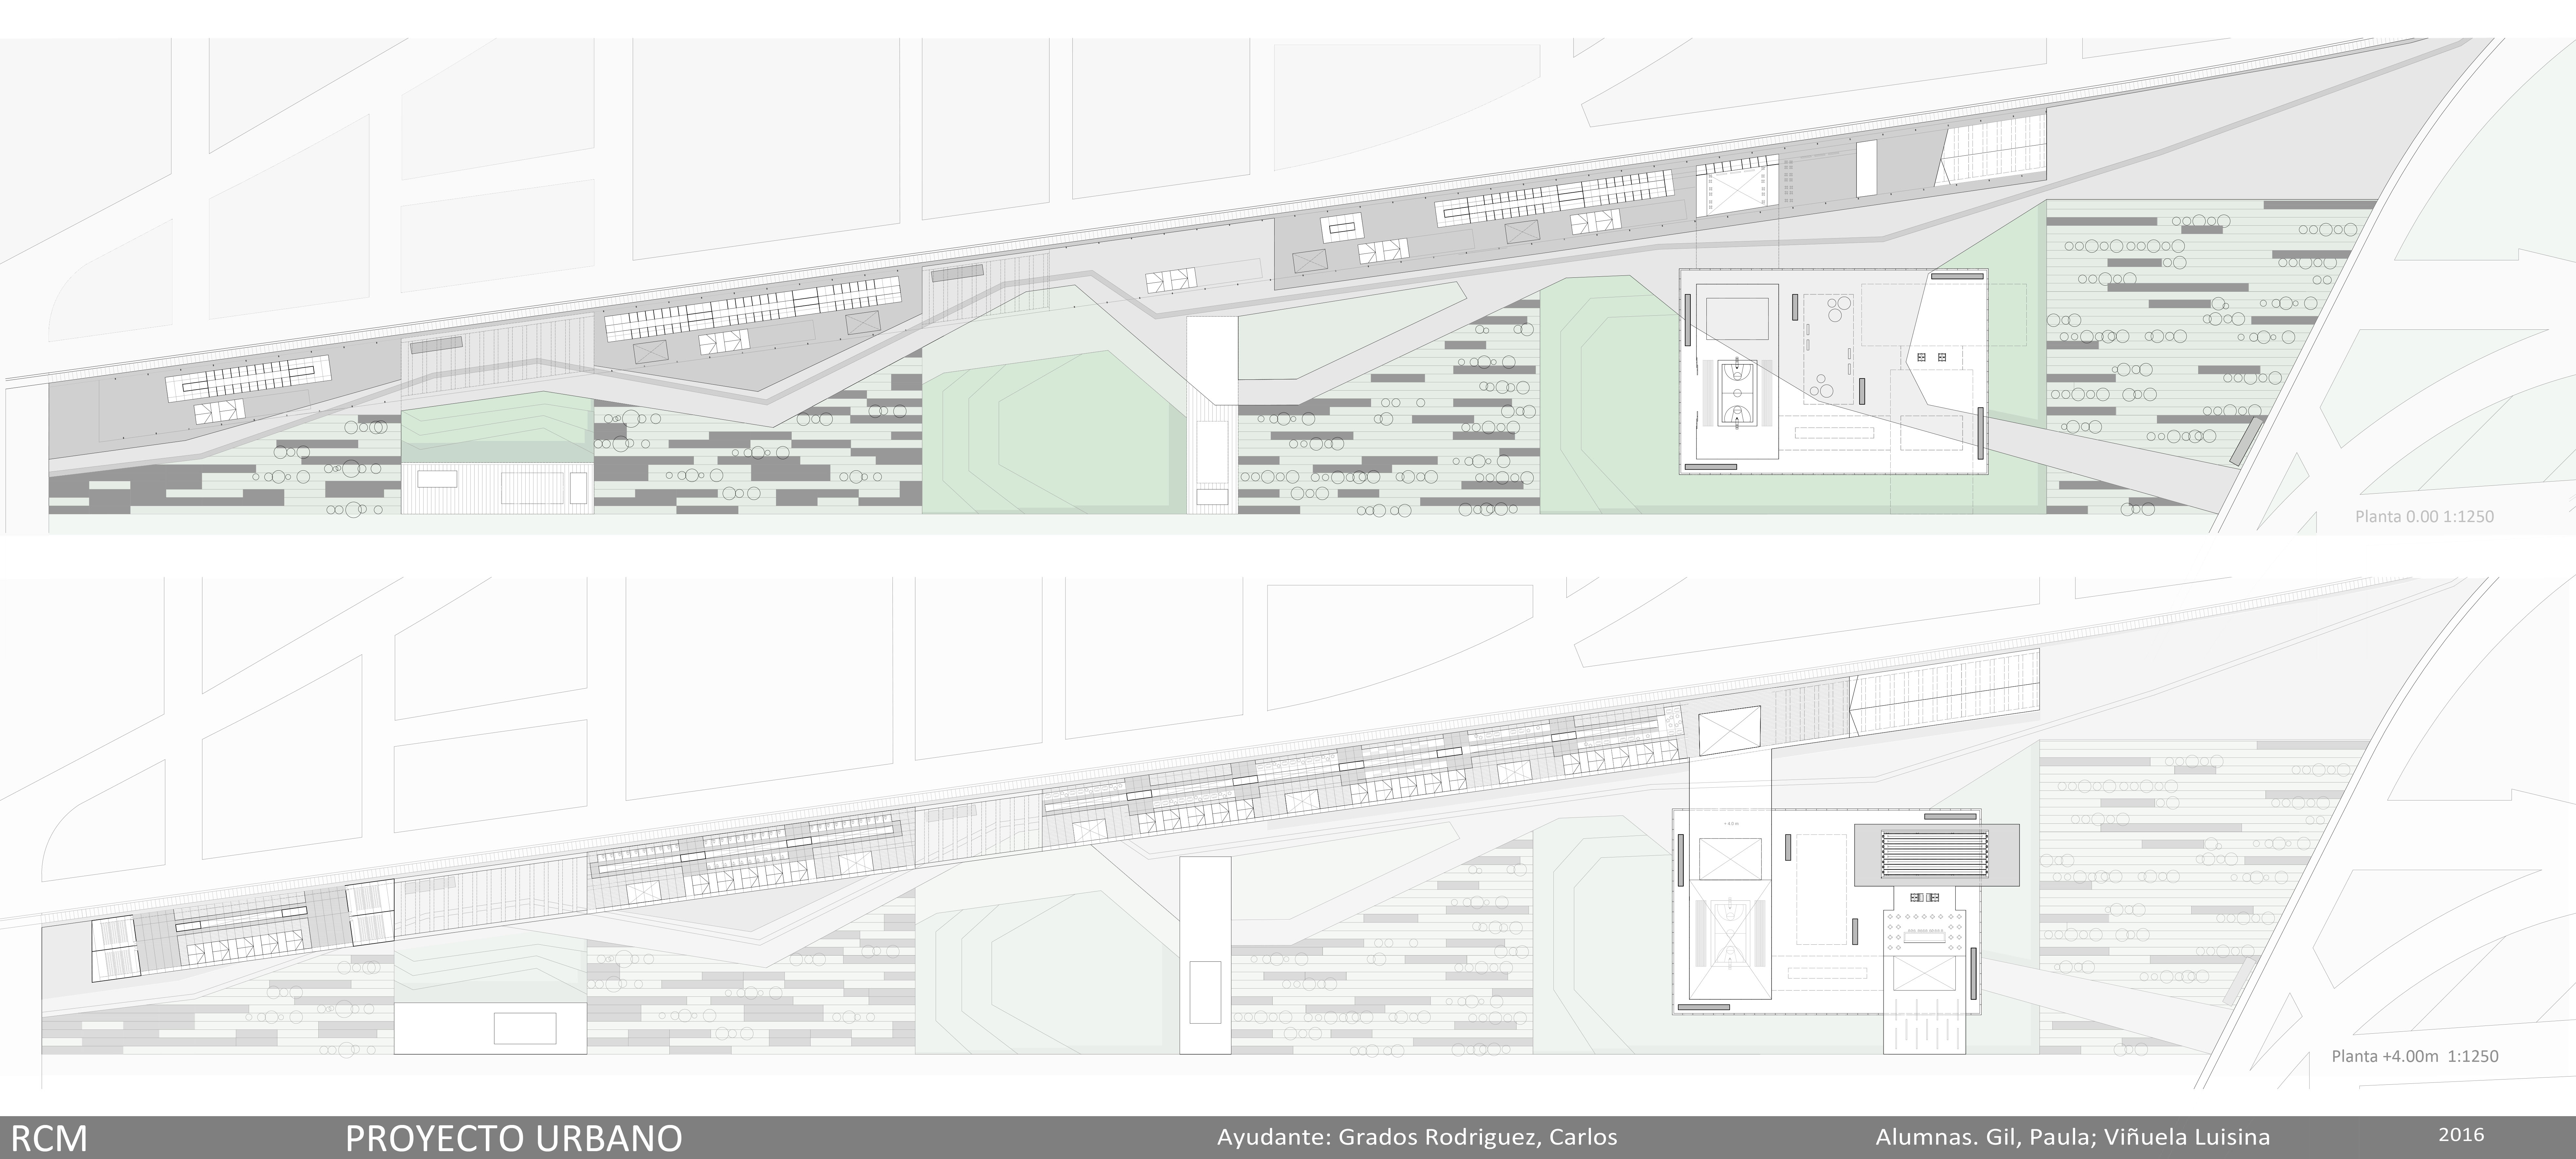 Planta 0.00 1:1250
Planta +4.00m 1:1250
RCM
PROYECTO URBANO
Ayudante: Grados Rodriguez, Carlos
Alumnas. Gil, Paula; Viñuela Luisina
2016